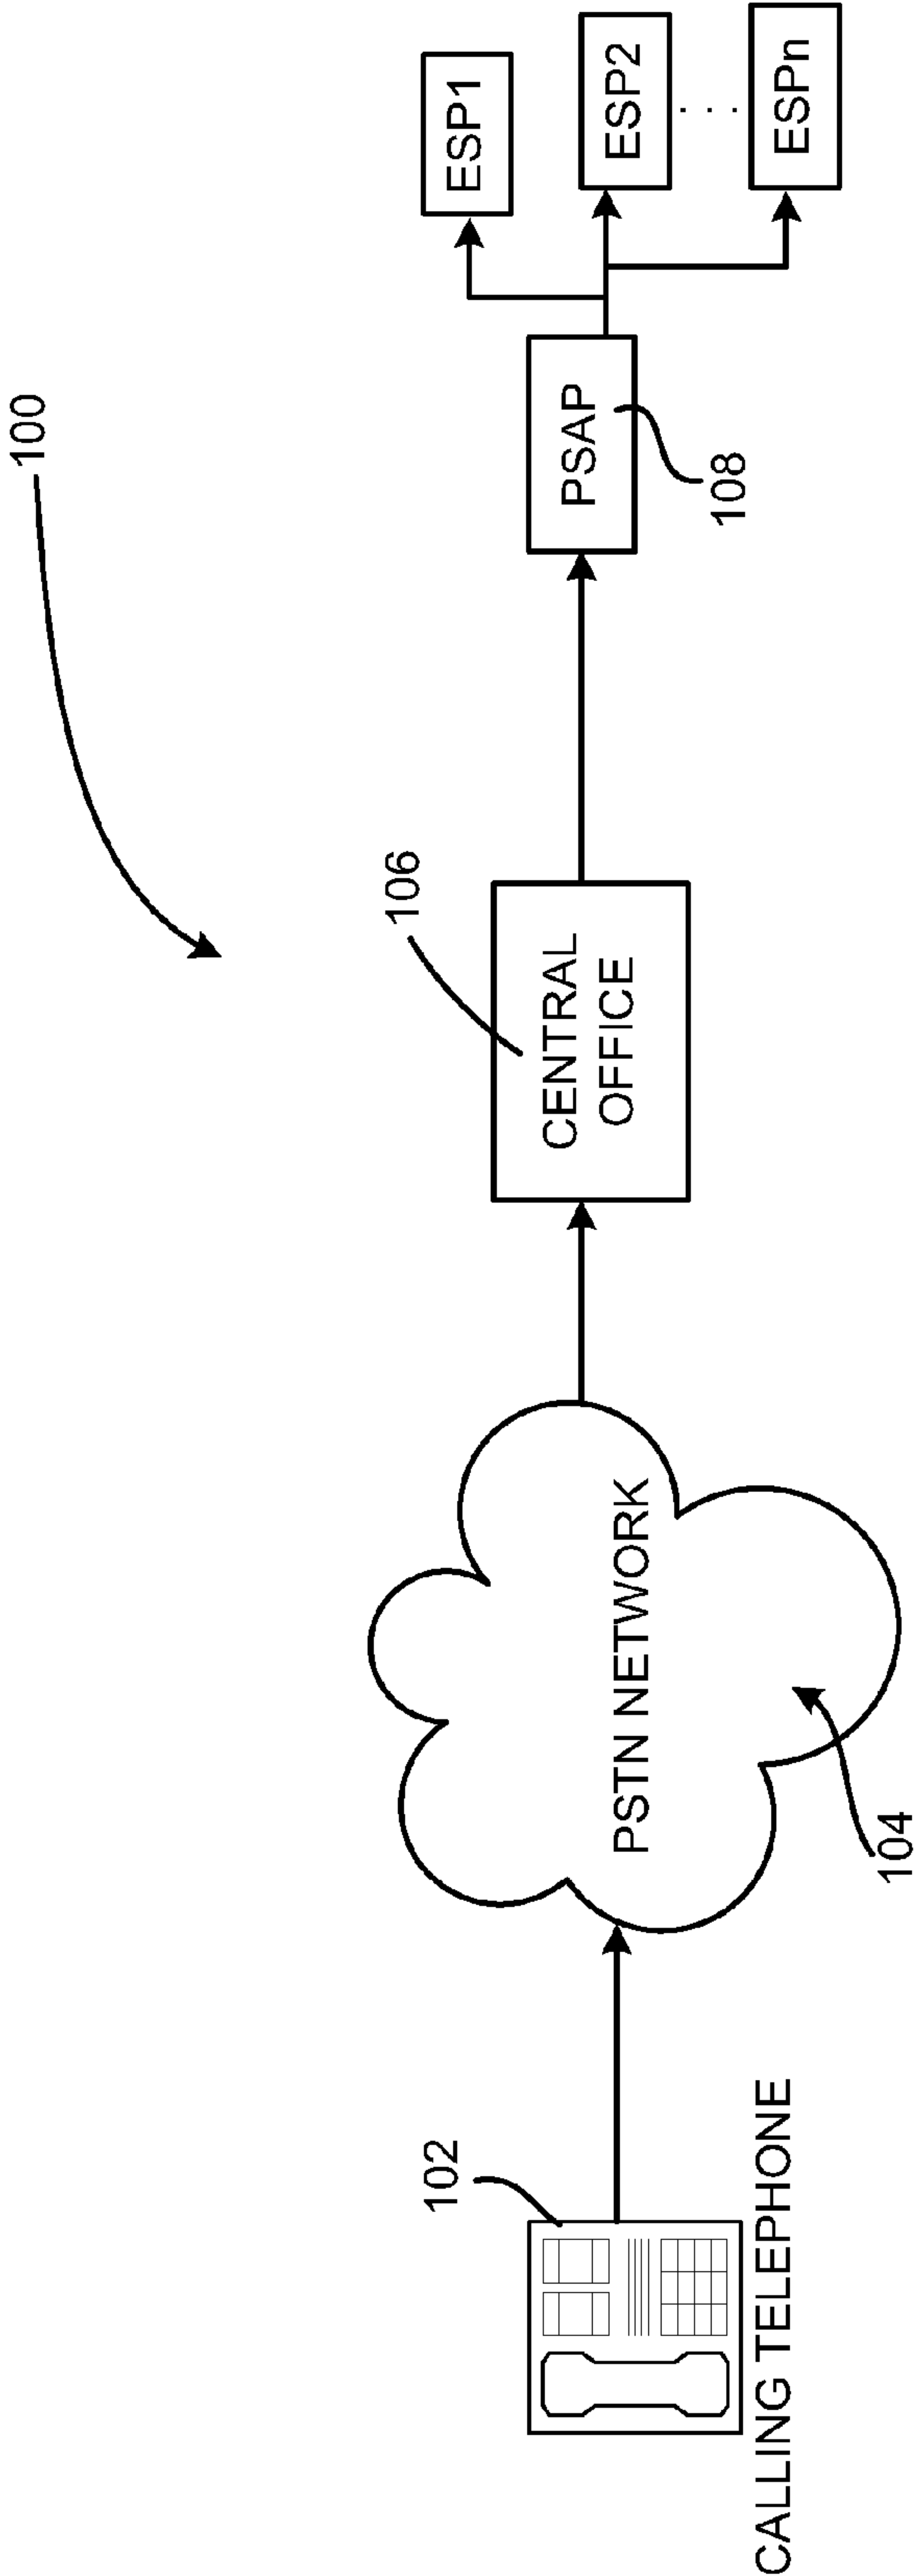 100
ESP1
ESP2
. . .
ESPn
PSAP
108
106
CENTRAL
OFFICE
PSTN NETWORK
104
102
CALLING TELEPHONE